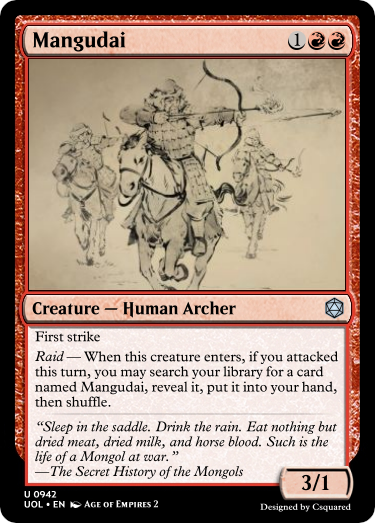 Mangudai 1
Creature — Human Archer
First strike
Raid — When this creature enters, if you attacked
this turn, you may search your library for a card
named Mangudai, reveal it, put it into your hand,
then shuffle.
“Sleep in the saddle. Drink the rain. Eat nothing but
dried meat, dried milk, and horse blood. Such is the
life of a Mongol at war.”
—The Secret History of the Mongols
3/1
U 0942
UOL • EN Age of Empires 2
Designed by Csquared